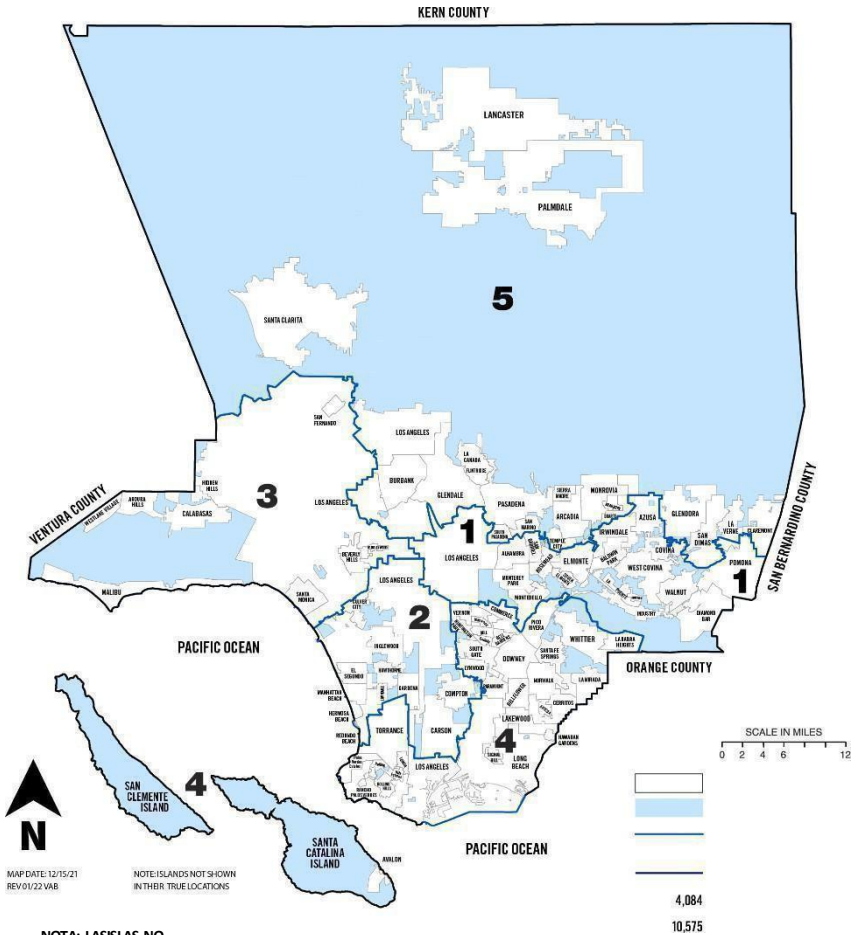 KERN COUNTY
LANCASTER
PALMDALE
5
SANTA CLARITA
SAN
FERNANDO
LOS ANGELES
LA
CANADA
FLINTRIDGE
BURBANK
GLENDALE
PASADENA
SIERRA
MADRE
MONROVIA
ARCADIA
AZUSA
GLENDORA
SAN
DIMAS
LA
VERNE
CLAREMONT
VENTURA COUNTY
WESTLAKE VILLAGE
AGOURA
HILLS
HIDDEN
HILLS
CALABASAS
3
LOS ANGELES
SAN BERNARDINO COUNTY
SOUTH
PASADENA
SAN
MARINO
TEMPLE
CITY
IRWINDALE
1
LOS ANGELES
ALHAMBRA
ROSEMEAD
EL MONTE
BALDWIN
PARK
COVINA
WEST COVINA
POMONA
1
MONTEREY
PARK
MONTEBELLO
WALNUT
INDUSTRY
DIAMOND
BAR
MALIBU
BEVERLY
HILLS
SANTA
MONICA
LOS ANGELES
CULVER
CITY
2
VERNON
COMMERCE
PICO
RIVERA
WHITTIER
LA HABRA
HEIGHTS
PACIFIC OCEAN
INGLEWOOD
SOUTH
GATE
DOWNEY
SANTA FE
SPRINGS
ORANGE COUNTY
EL
SEGUNDO
HAWTHORNE
LYNWOOD
NORWALK
LA MIRADA
MANHATTAN
BEACH
GARDENA
COMPTON
PARAMOUNT
BELLFLOWER
CERRITOS
HERMOSA
BEACH
LAKEWOOD
REDONDO
BEACH
TORRANCE
CARSON
4
HAWAIIAN
GARDENS
SIGNAL
HILL
LONG
BEACH
LOS ANGELES
ROLLING
HILLS
RANCHO
PALOS VERDES
SCALE IN MILES
0 2 4 6 12
4
SAN
CLEMENTE
ISLAND
SANTA
CATALINA
ISLAND
AVALON
N
PACIFIC OCEAN
MAP DATE: 12/15/21
REV 01/22 VAB
NOTE: ISLANDS NOT SHOWN
IN THEIR TRUE LOCATIONS
4,084
10,575